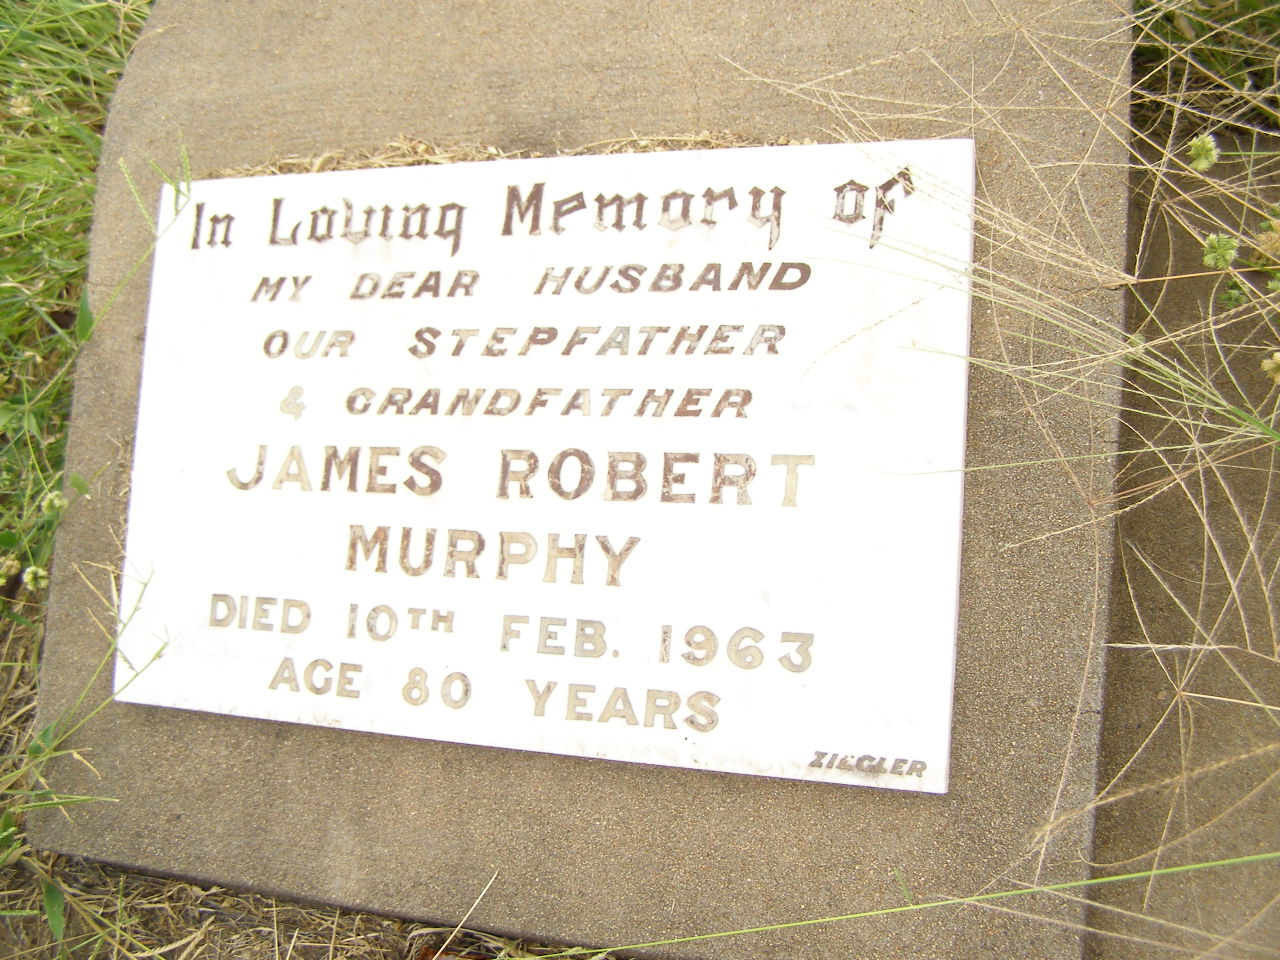 In Loving Memory of
MY DEAR HUSBAND
OUR STEPFATHER
& GRANDFATHER
JAMES ROBERT
MURPHY
DIED 10TH FEB. 1963
AGE 80 YEARS
ZIEGLER